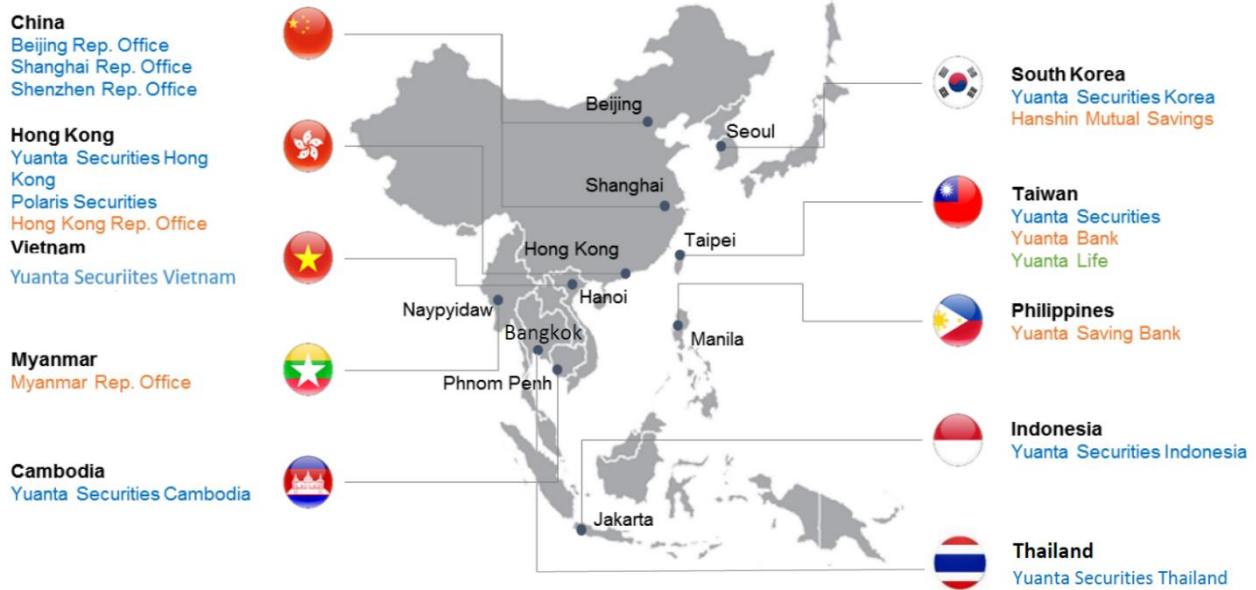 China
Beijing Rep. Office
Shanghai Rep. Office
Shenzhen Rep. Office
Hong Kong
Yuanta Securities Hong
Kong
Polaris Securities
Hong Kong Rep. Office
Vietnam
Yuanta Securiites Vietnam
Myanmar
Myanmar Rep. Office
Cambodia
Yuanta Securities Cambodia
Beijing
Seoul
Shanghai
Taipei
Hong Kong
Hanoi
Naypyidaw
Bangkok
Manila
Phnom Penh
Jakarta
South Korea
Yuanta Securities Korea
Hanshin Mutual Savings
Taiwan
Yuanta Securities
Yuanta Bank
Yuanta Life
Philippines
Yuanta Saving Bank
Indonesia
Yuanta Securities Indonesia
Thailand
Yuanta Securities Thailand